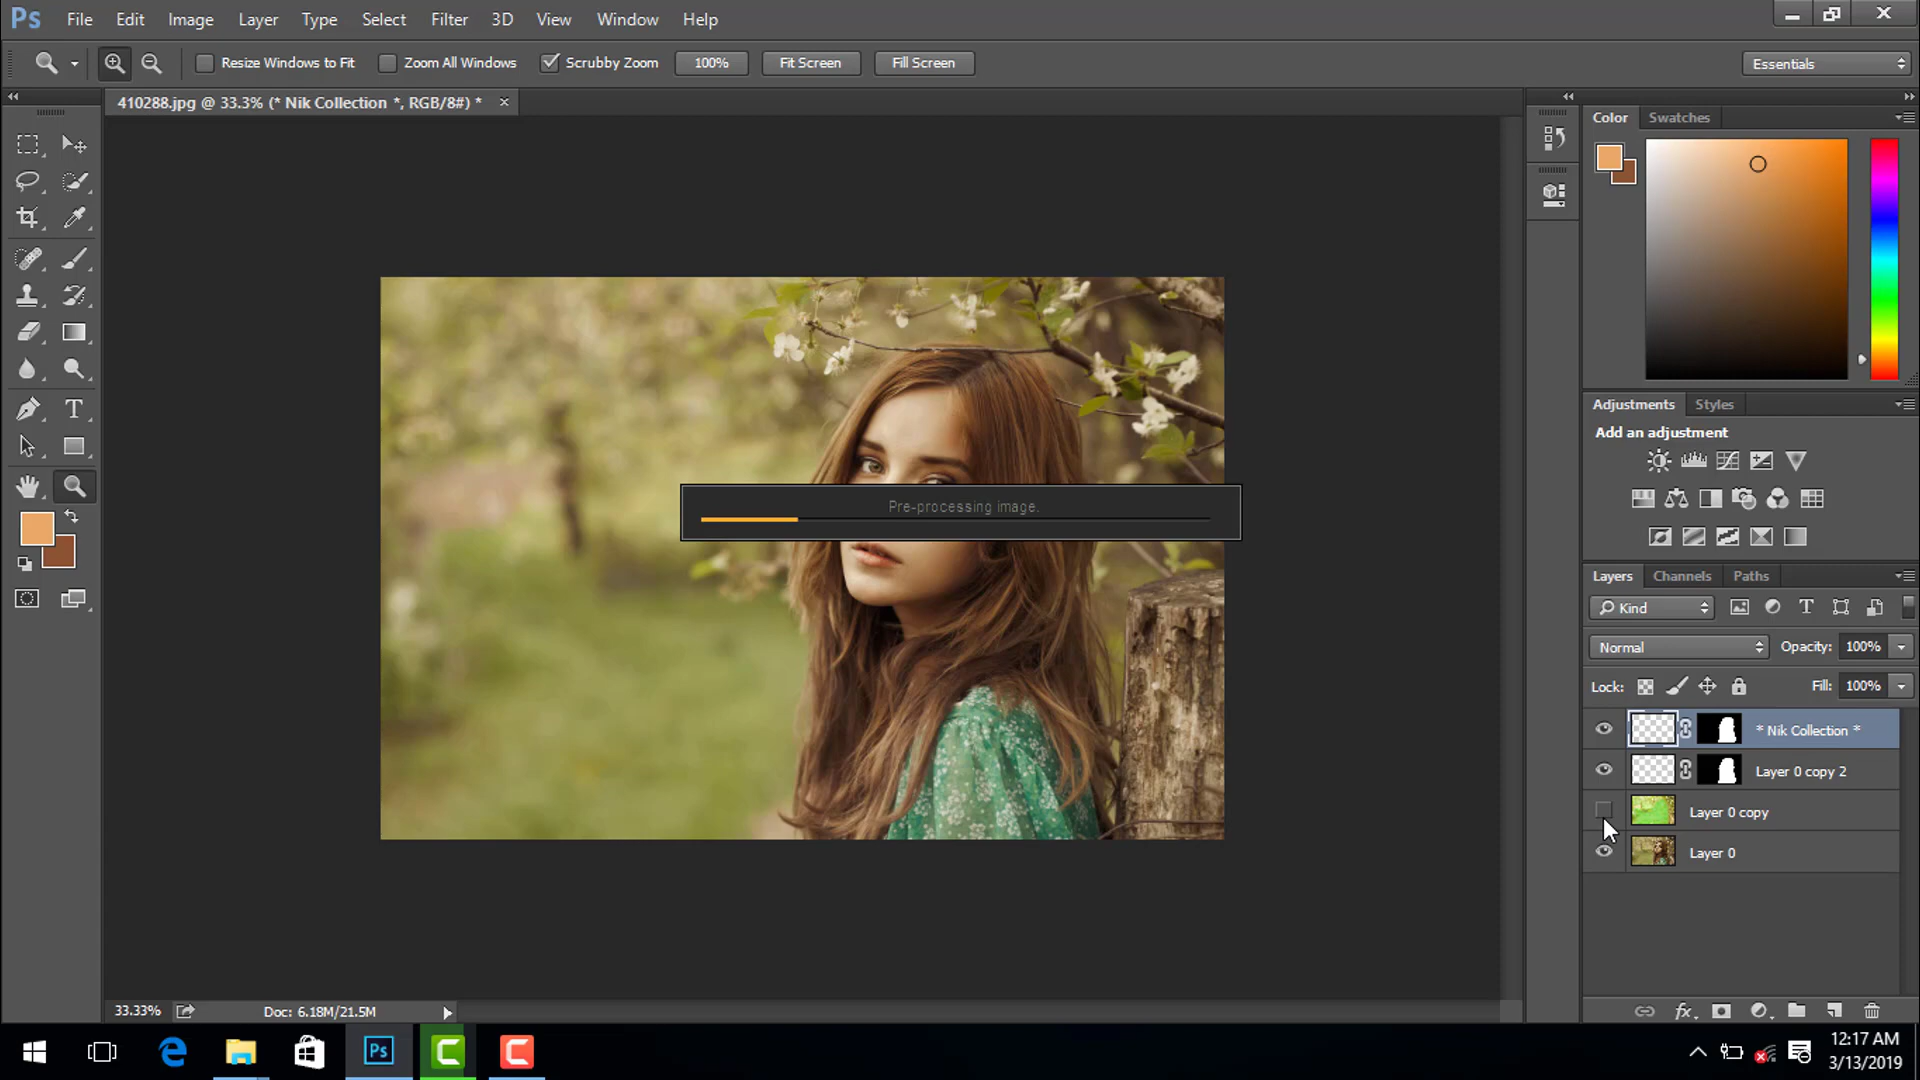 Ps File Edit Image Layer Type Select Filter 3D View Window Help
Resize Windows to Fit Zoom All Windows Scrubby Zoom 100% Fit Screen Fill Screen Essentials
410288.jpg @ 33.3% (* Nik Collection *, RGB/8#) *
Color Swatches
Adjustments Styles
Add an adjustment
Pre-processing image.
Layers Channels Paths
Kind
Normal Opacity: 100%
Lock: Fill: 100%
* Nik Collection *
Layer 0 copy 2
Layer 0 copy
Layer 0
33.33% Doc: 6.18M/21.5M
12:17 AM
3/13/2019